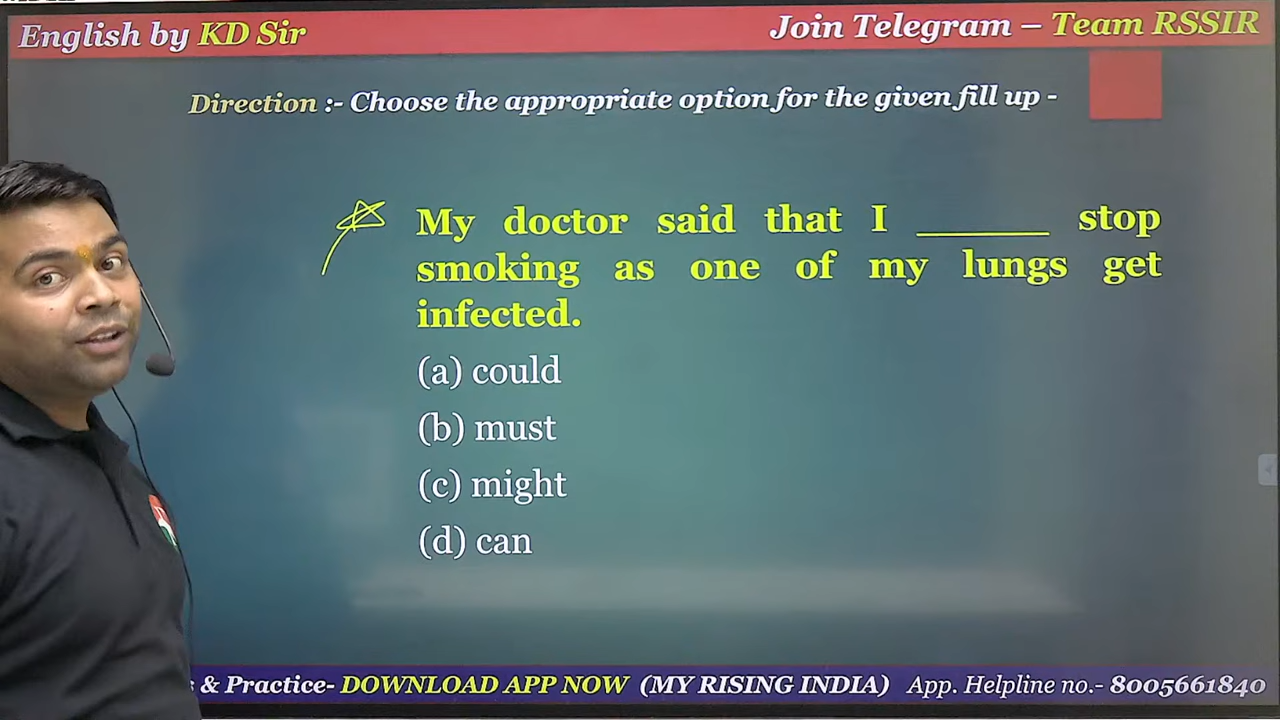 English by KD Sir
Join Telegram – Team RSSIR
Direction :- Choose the appropriate option for the given fill up -
My doctor said that I ______ stop
smoking as one of my lungs get
infected.
(a) could
(b) must
(c) might
(d) can
& Practice- DOWNLOAD APP NOW (MY RISING INDIA) App. Helpline no.- 8005661840